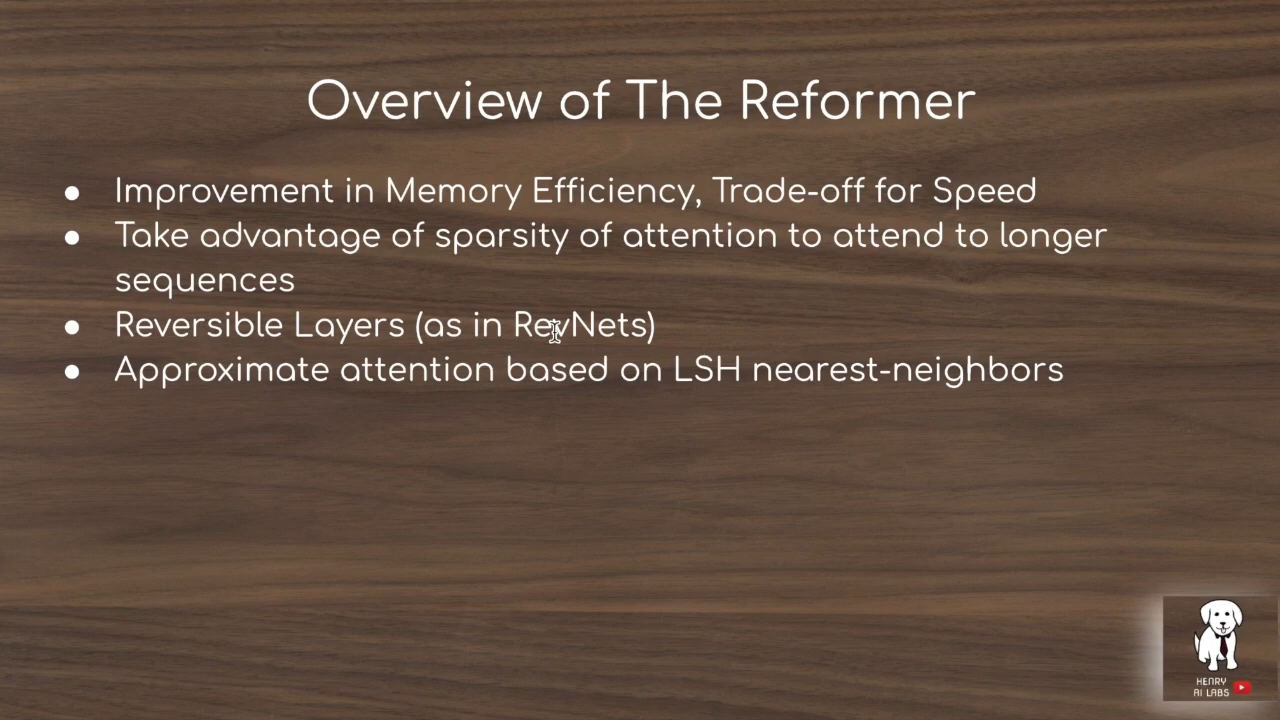 Overview of The Reformer
● Improvement in Memory Efficiency, Trade-off for Speed
● Take advantage of sparsity of attention to attend to longer
sequences
● Reversible Layers (as in RevNets)
● Approximate attention based on LSH nearest-neighbors
HENRY
AI LABS